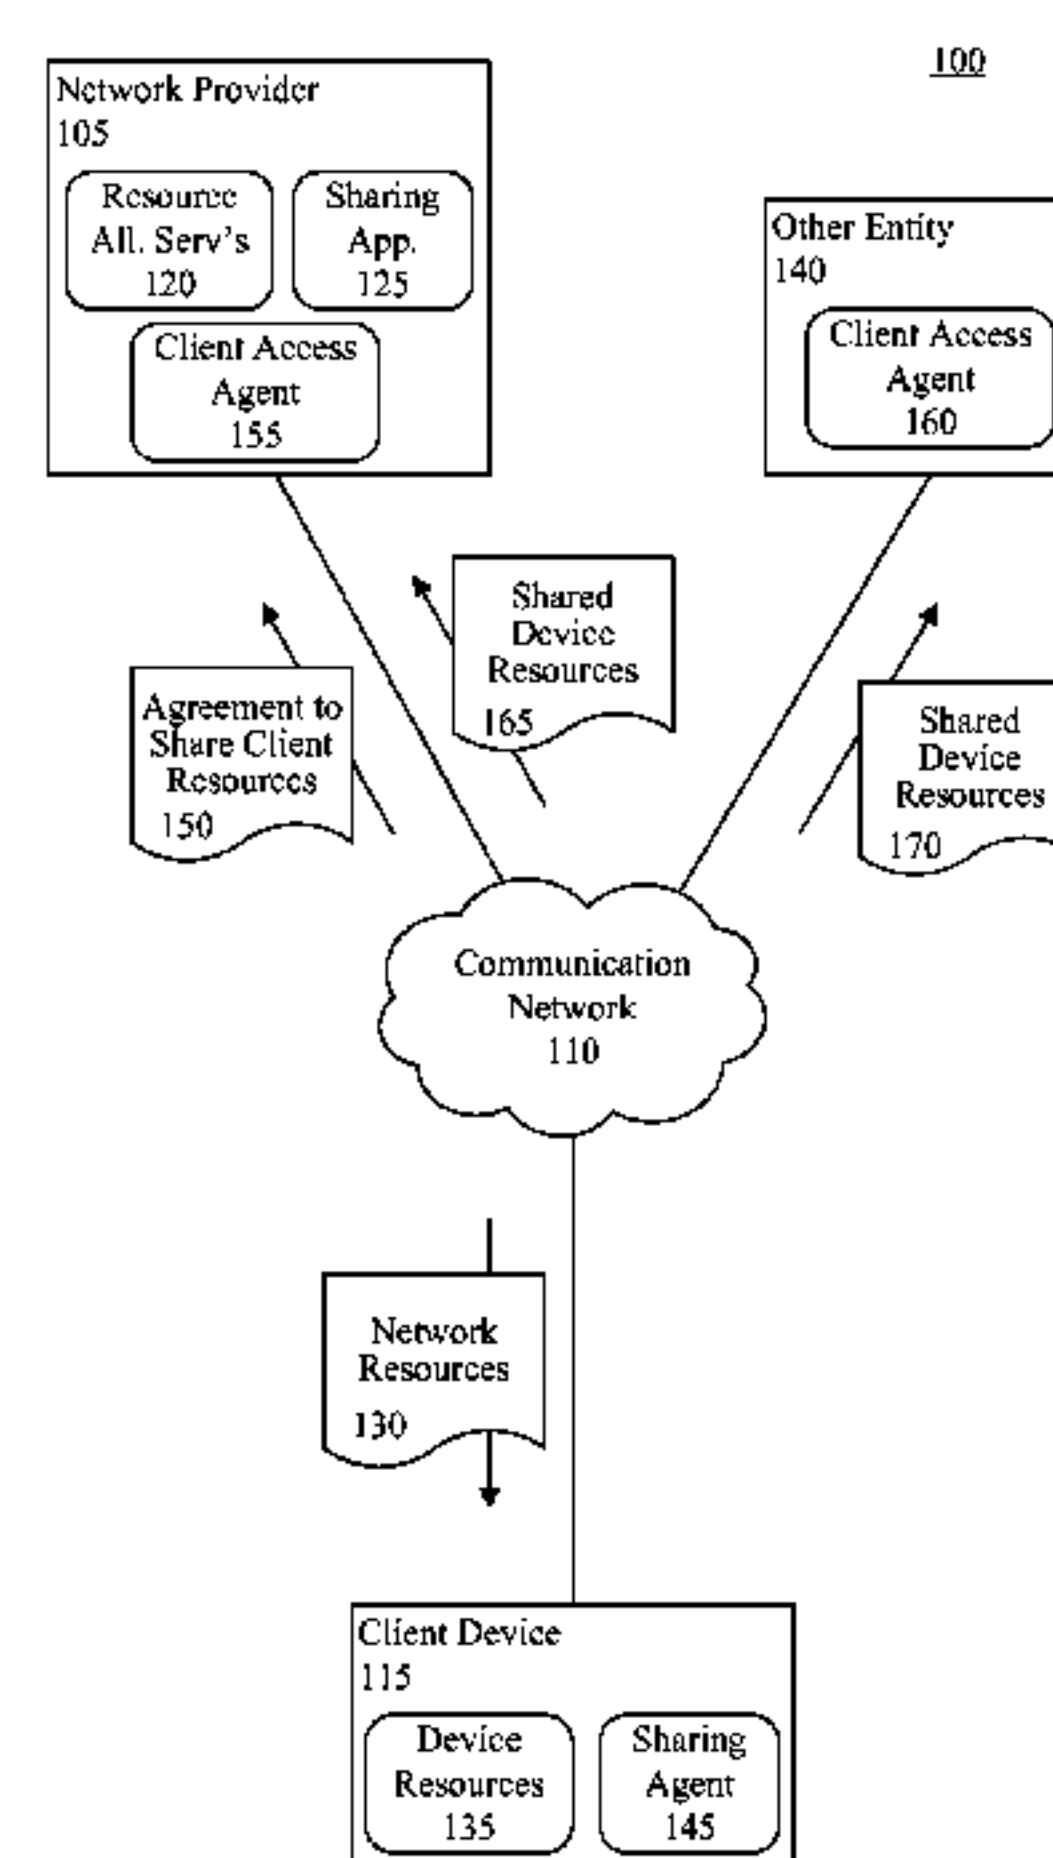 100
Network Provider
105
Resource
All. Serv's
120
Sharing
App.
125
Client Access
Agent
155
Other Entity
140
Client Access
Agent
160
Shared
Device
Resources
165
Agreement to
Share Client
Resources
150
Shared
Device
Resources
170
Communication
Network
110
Network
Resources
130
Client Device
115
Device
Resources
135
Sharing
Agent
145